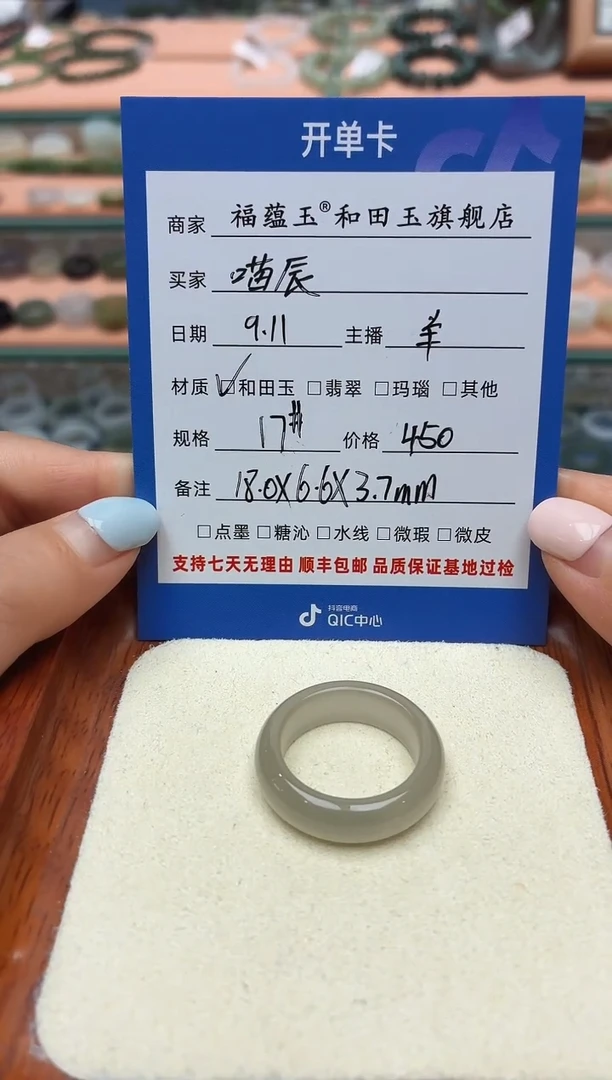 开单卡
商家 福蕴玉®和田玉旗舰店
买家 喵辰
日期 9.11 主播 羊
材质 ☑和田玉 □翡翠 □玛瑙 □其他
规格 17# 价格 450
备注 18.0X6.6X3.7mm
□点墨 □糖沁 □水线 □微瑕 □微皮
支持七天无理由 顺丰包邮 品质保证基地过检
抖音电商
QIC中心